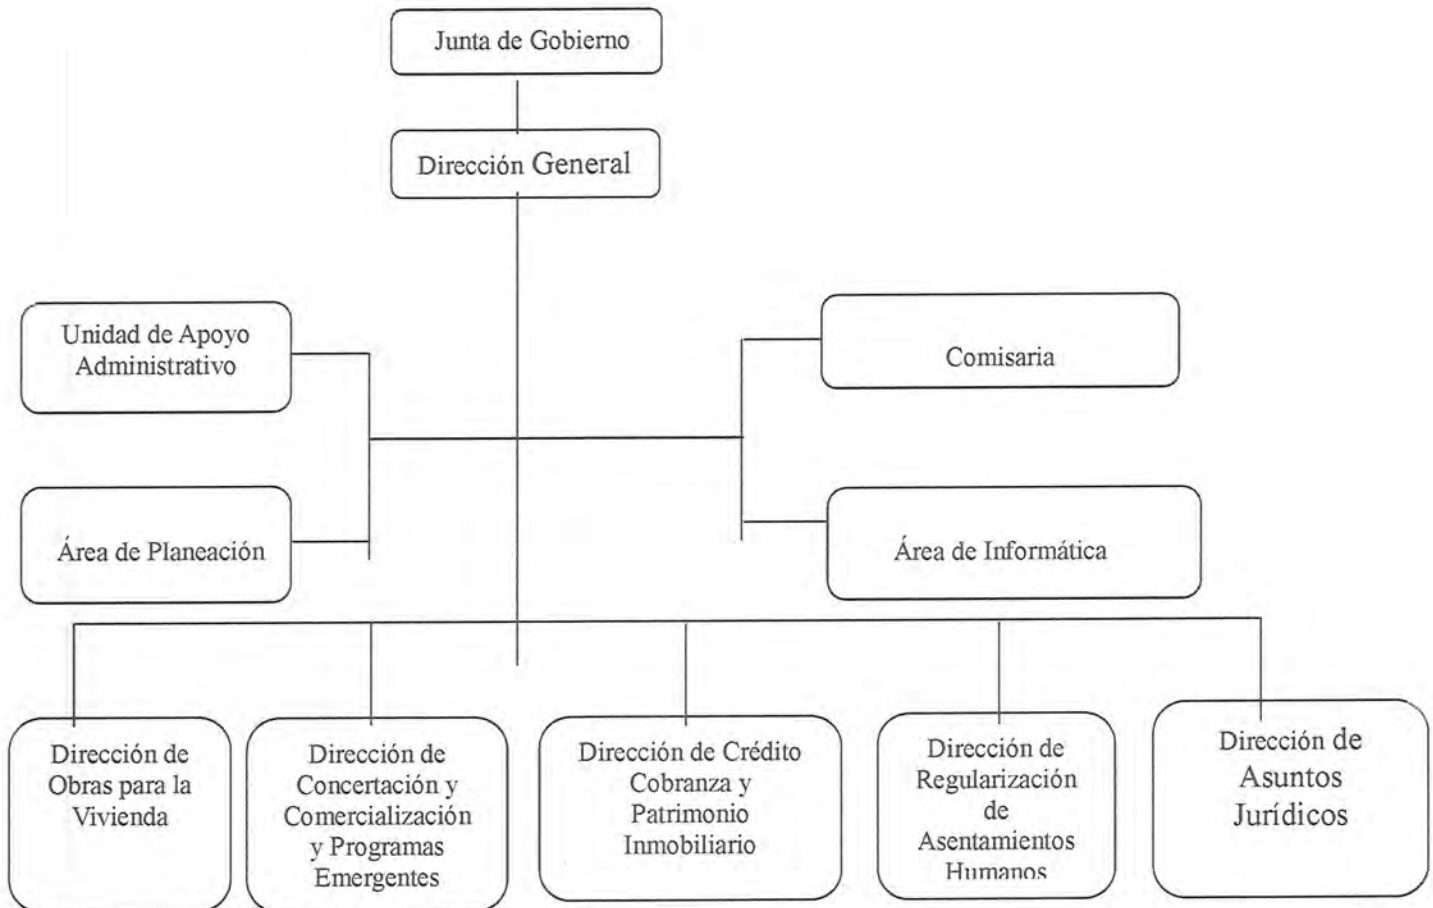 Junta de Gobierno
Dirección General
Unidad de Apoyo
Administrativo
Comisaria
Área de Planeación
Área de Informática
Dirección de
Obras para la
Vivienda
Dirección de
Concertación y
Comercialización
y Programas
Emergentes
Dirección de Crédito
Cobranza y
Patrimonio
Inmobiliario
Dirección de
Regularización
de
Asentamientos
Humanos
Dirección de
Asuntos
Jurídicos